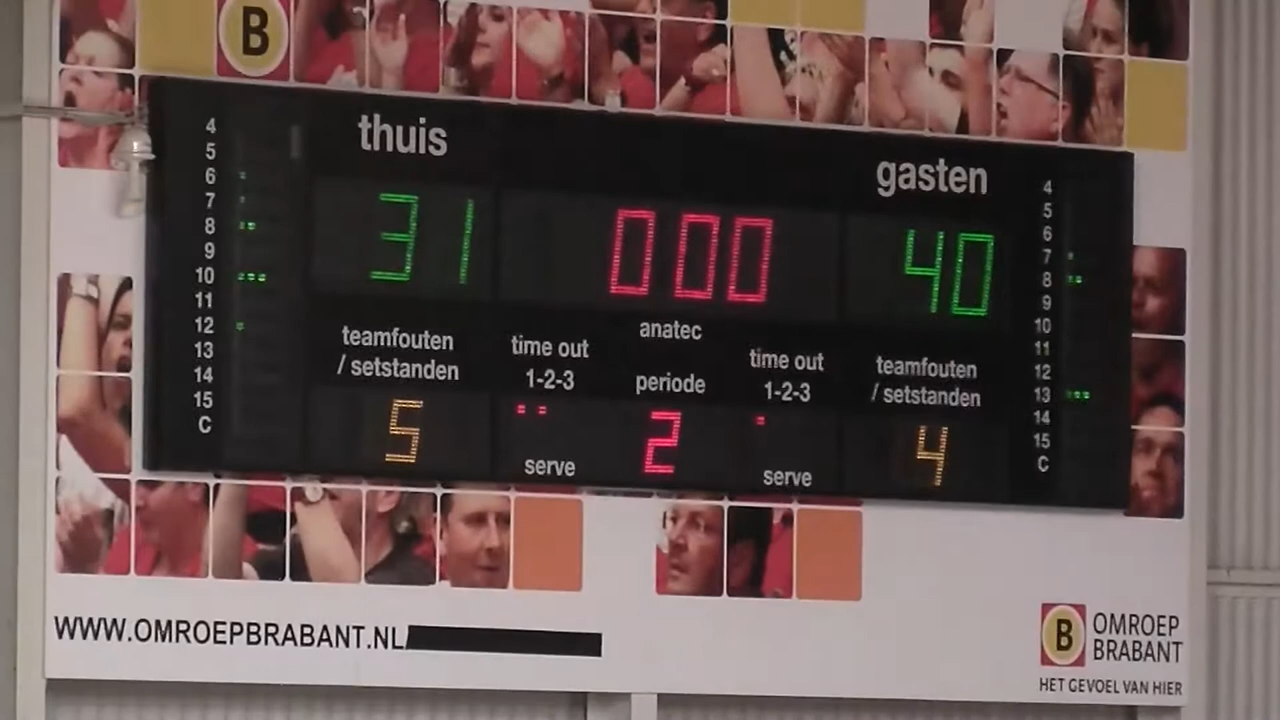 B
thuis
gasten
4
5
6
7
8
9
10
11
12
13
14
15
C
31
000
40
4
5
6
7
8
9
10
11
12
13
14
15
C
anatec
teamfouten
/ setstanden
time out
1-2-3
periode
time out
1-2-3
teamfouten
/ setstanden
5
2
4
serve
serve
WWW.OMROEPBRABANT.NL
B
OMROEP
BRABANT
HET GEVOEL VAN HIER